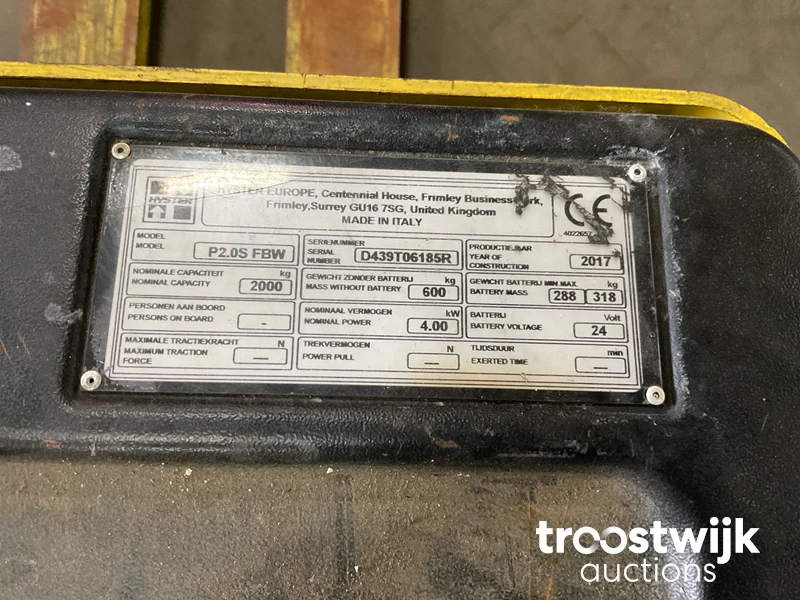 HYSTER
HYSTER EUROPE, Centennial House, Frimley Business Park,
Frimley,Surrey GU16 7SG, United Kingdom
MADE IN ITALY
CE
MODEL
MODEL P2.0S FBW
SERIENUMMER
SERIAL NUMBER D439T06185R
PRODUCTIEJAAR
YEAR OF CONSTRUCTION 2017
NOMINALE CAPACITEIT kg
NOMINAL CAPACITY 2000
GEWICHT ZONDER BATTERIJ kg
MASS WITHOUT BATTERY 600
GEWICHT BATTERIJ MIN. MAX. kg
BATTERY MASS 288 318
PERSONEN AAN BOORD
PERSONS ON BOARD -
NOMINAAL VERMOGEN kW
NOMINAL POWER 4.00
BATTERIJ Volt
BATTERY VOLTAGE 24
MAXIMALE TRACTIEKRACHT N
MAXIMUM TRACTION FORCE —
TREKVERMOGEN N
POWER PULL —
TIJDSDUUR min
EXERTED TIME —
troostwijk
auctions